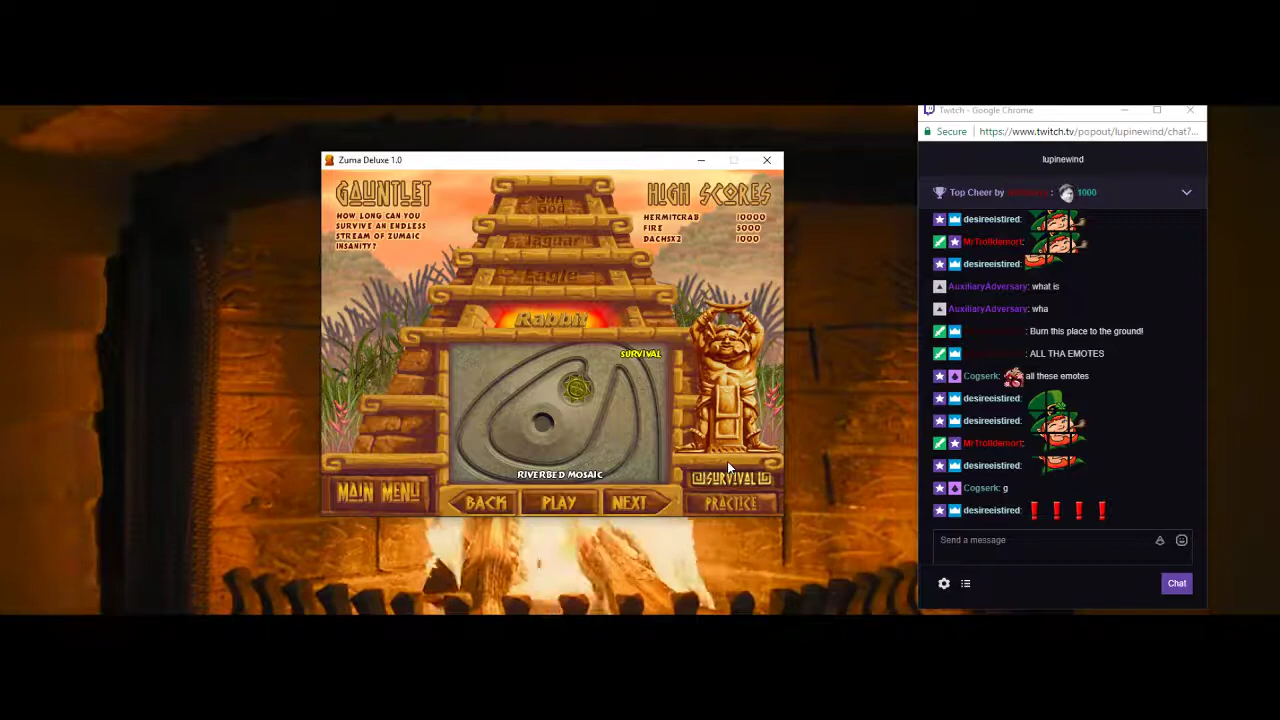 Zuma Deluxe 1.0
GAUNTLET
HOW LONG CAN YOU
SURVIVE AN ENDLESS
STREAM OF ZUMAIC
INSANITY?
HIGH SCORES
HERMITCRAB 10000
FIRE 5000
DACHSX2 1000
Sun
God
Jaguar
Eagle
Rabbit
SURVIVAL
RIVERBED MOSAIC
MAIN MENU
BACK
PLAY
NEXT
SURVIVAL
PRACTICE
Twitch - Google Chrome
Secure
https://www.twitch.tv/popout/lupinewind/chat?...
lupinewind
Top Cheer by : 1000
desireeistired:
MrTrolldemort:
desireeistired:
AuxiliaryAdversary: what is
AuxiliaryAdversary: wha
: Burn this place to the ground!
: ALL THA EMOTES
Cogserk: all these emotes
desireeistired:
desireeistired:
MrTrolldemort:
desireeistired:
Cogserk: g
desireeistired: ! ! ! !
Send a message
Chat